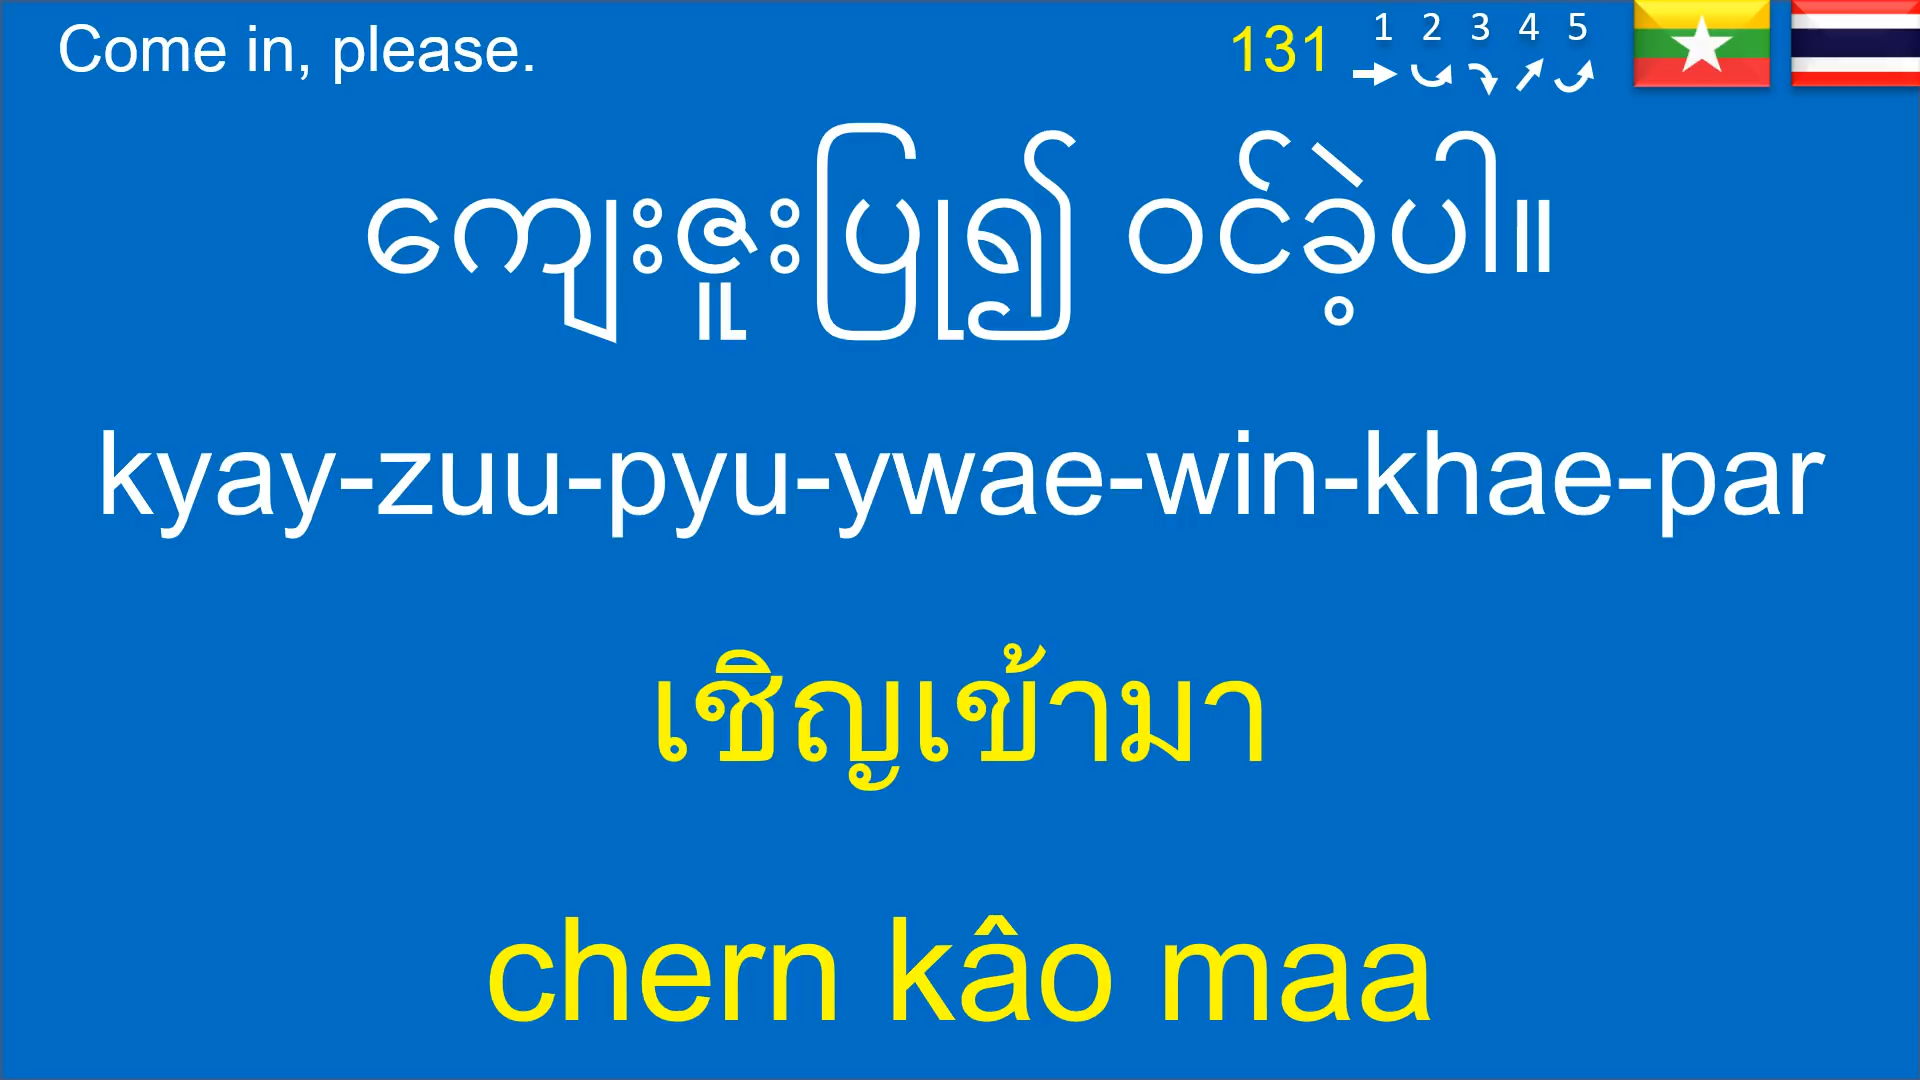 Come in, please.
131 1 2 3 4 5
ကျေးဇူးပြု၍ ဝင်ခဲ့ပါ။
kyay-zuu-pyu-ywae-win-khae-par
เชิญเข้ามา
chern kâo maa